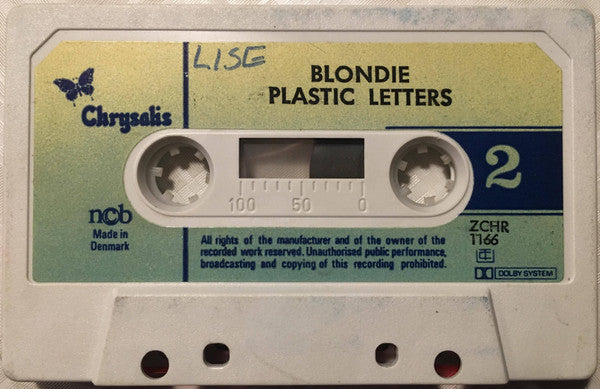 LISE
BLONDIE
PLASTIC LETTERS
Chrysalis
2
100 50 0
ncb
Made in
Denmark
All rights of the manufacturer and of the owner of the
recorded work reserved. Unauthorised public performance,
broadcasting and copying of this recording prohibited.
ZCHR
1166
DOLBY SYSTEM